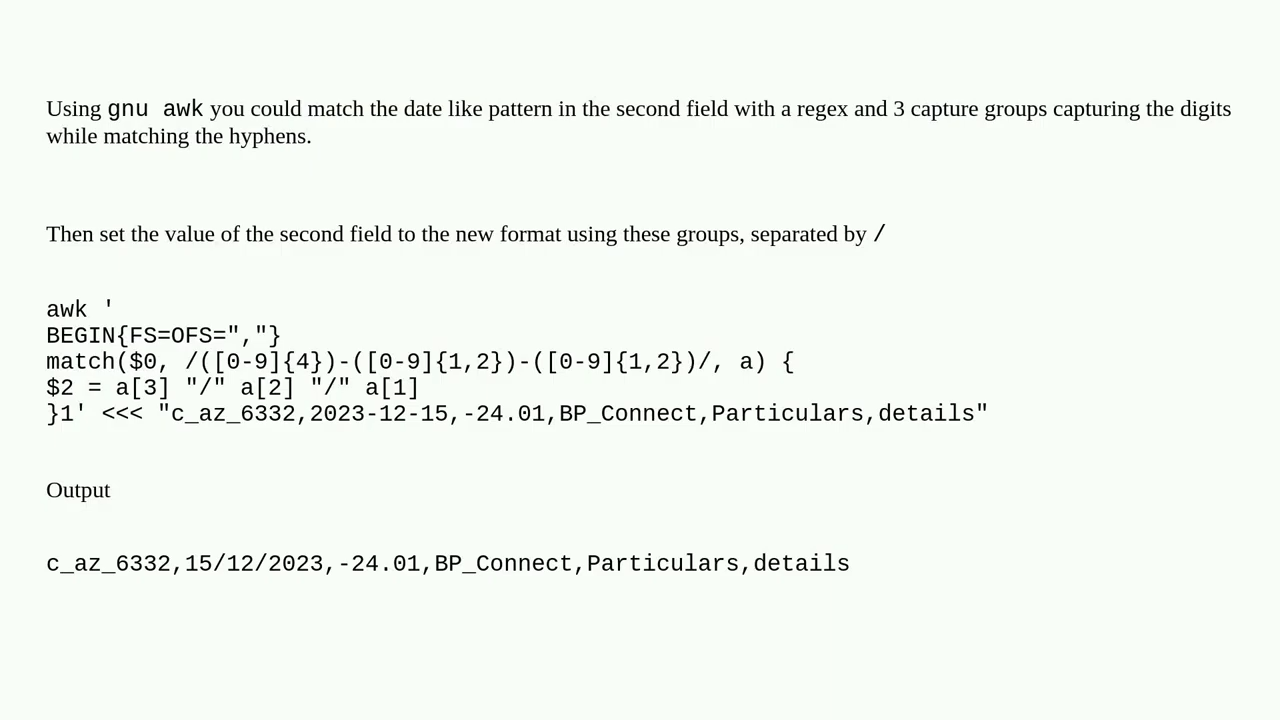 Using gnu awk you could match the date like pattern in the second field with a regex and 3 capture groups capturing the digits
while matching the hyphens.
Then set the value of the second field to the new format using these groups, separated by /
awk '
BEGIN{FS=OFS=","}
match($0, /([0-9]{4})-([0-9]{1,2})-([0-9]{1,2})/, a) {
$2 = a[3] "/" a[2] "/" a[1]
}1' <<< "c_az_6332,2023-12-15,-24.01,BP_Connect,Particulars,details"
Output
c_az_6332,15/12/2023,-24.01,BP_Connect,Particulars,details